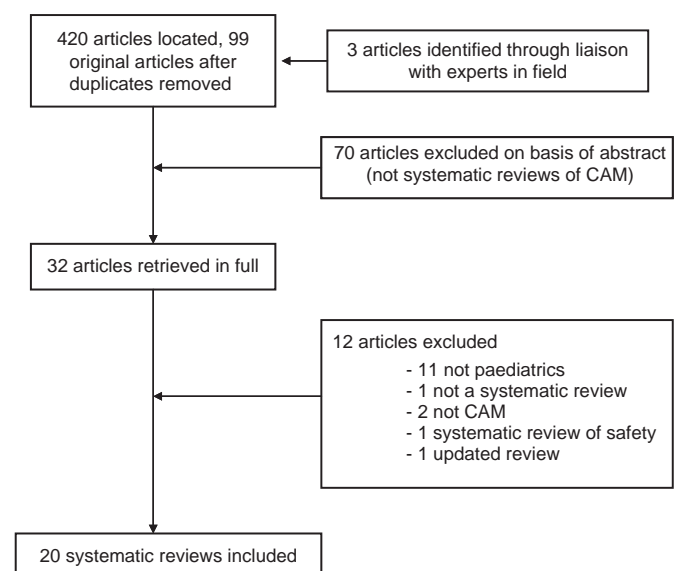 420 articles located, 99
original articles after
duplicates removed
3 articles identified through liaison
with experts in field
70 articles excluded on basis of abstract
(not systematic reviews of CAM)
32 articles retrieved in full
12 articles excluded
- 11 not paediatrics
- 1 not a systematic review
- 2 not CAM
- 1 systematic review of safety
- 1 updated review
20 systematic reviews included